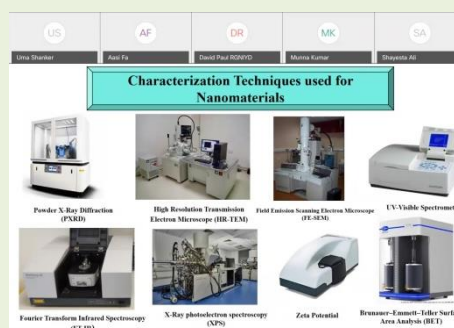 US
AF
DR
MK
SA
Uma Shanker
Aasi Fa
David Paul RGNIYD
Munna Kumar
Shayesta Ali
Characterization Techniques used for
Nanomaterials
Powder X-Ray Diffraction
(PXRD)
High Resolution Transmission
Electron Microscope (HR-TEM)
Field Emission Scanning Electron Microscope
(FE-SEM)
UV-Visible Spectromet
Fourier Transform Infrared Spectroscopy
(FT-IR)
X-Ray photoelectron spectroscopy
(XPS)
Zeta Potential
Brunauer–Emmett–Teller Surfac
Area Analysis (BET)